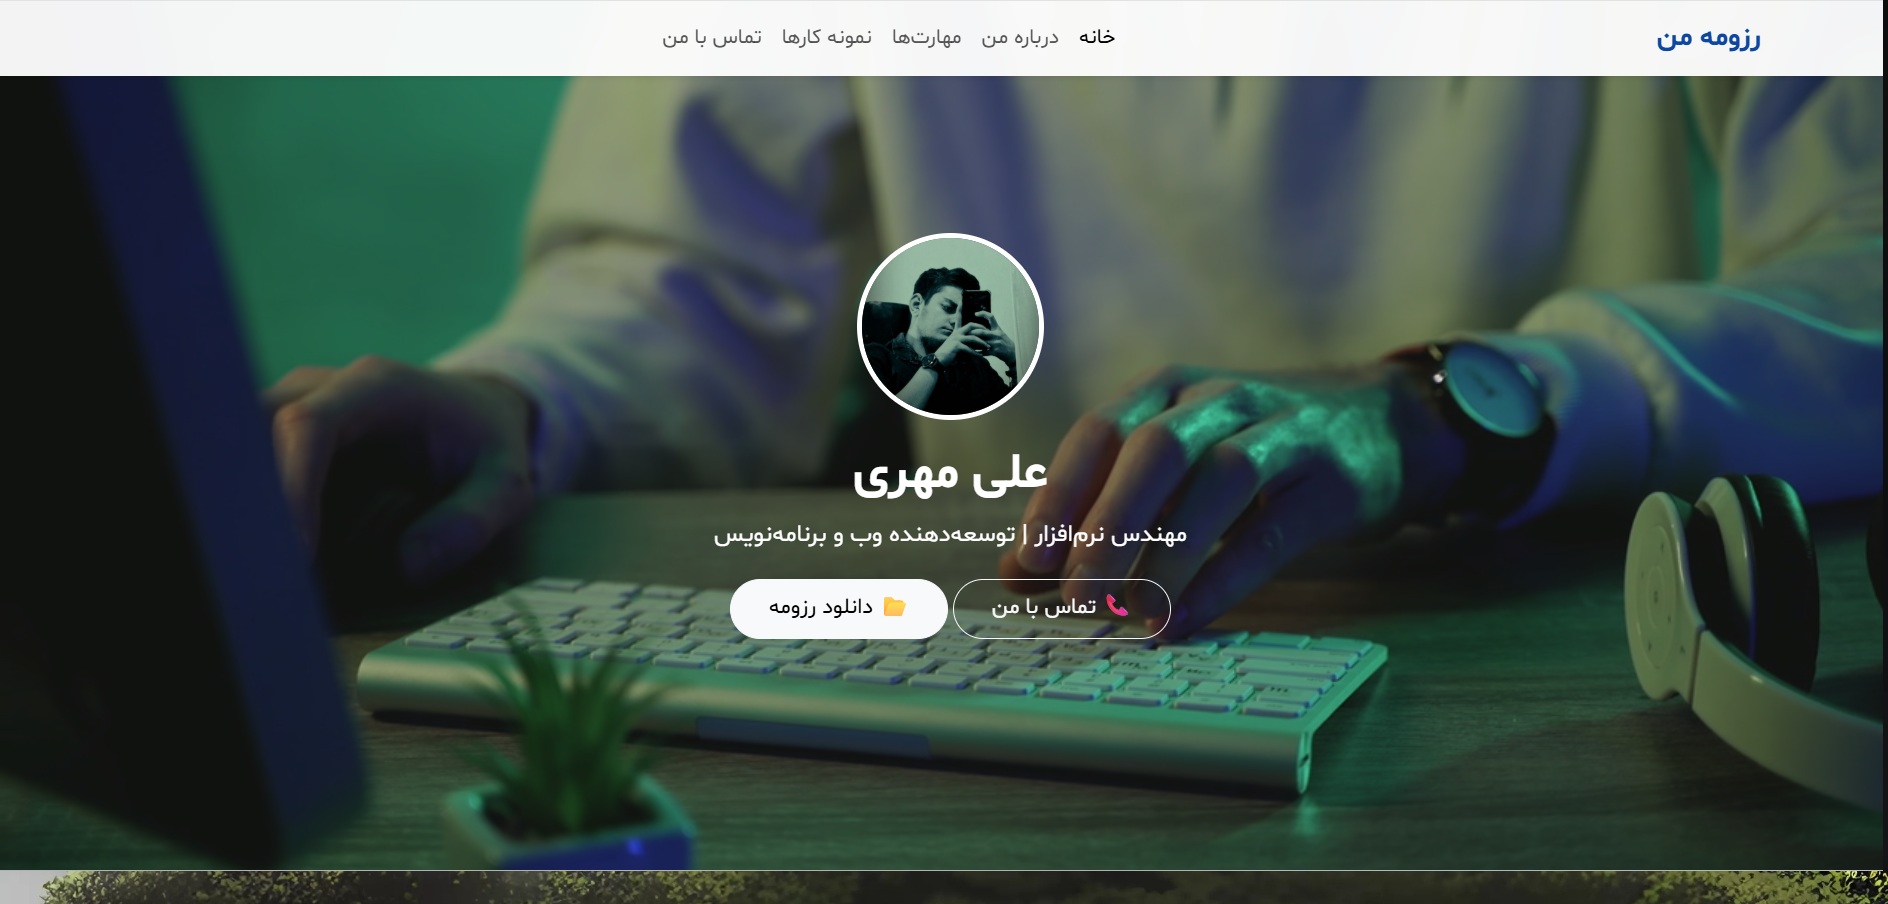 رزومه من
خانه درباره من مهارت‌ها نمونه کارها تماس با من
علی مهری
مهندس نرم‌افزار | توسعه‌دهنده وب و برنامه‌نویس
تماس با من
دانلود رزومه